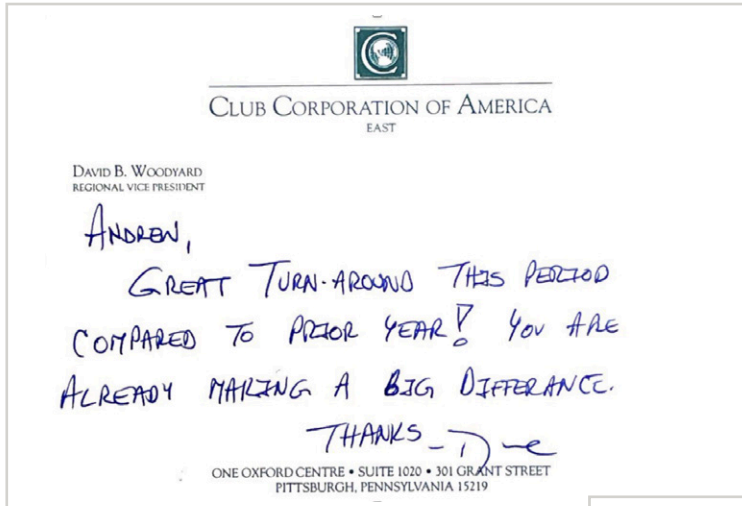 CLUB CORPORATION OF AMERICA
EAST
DAVID B. WOODYARD
REGIONAL VICE PRESIDENT
ANDREW,
GREAT TURN-AROUND THIS PERIOD
COMPARED TO PRIOR YEAR! YOU ARE
ALREADY MAKING A BIG DIFFERANCE.
THANKS - Dave
ONE OXFORD CENTRE • SUITE 1020 • 301 GRANT STREET
PITTSBURGH, PENNSYLVANIA 15219